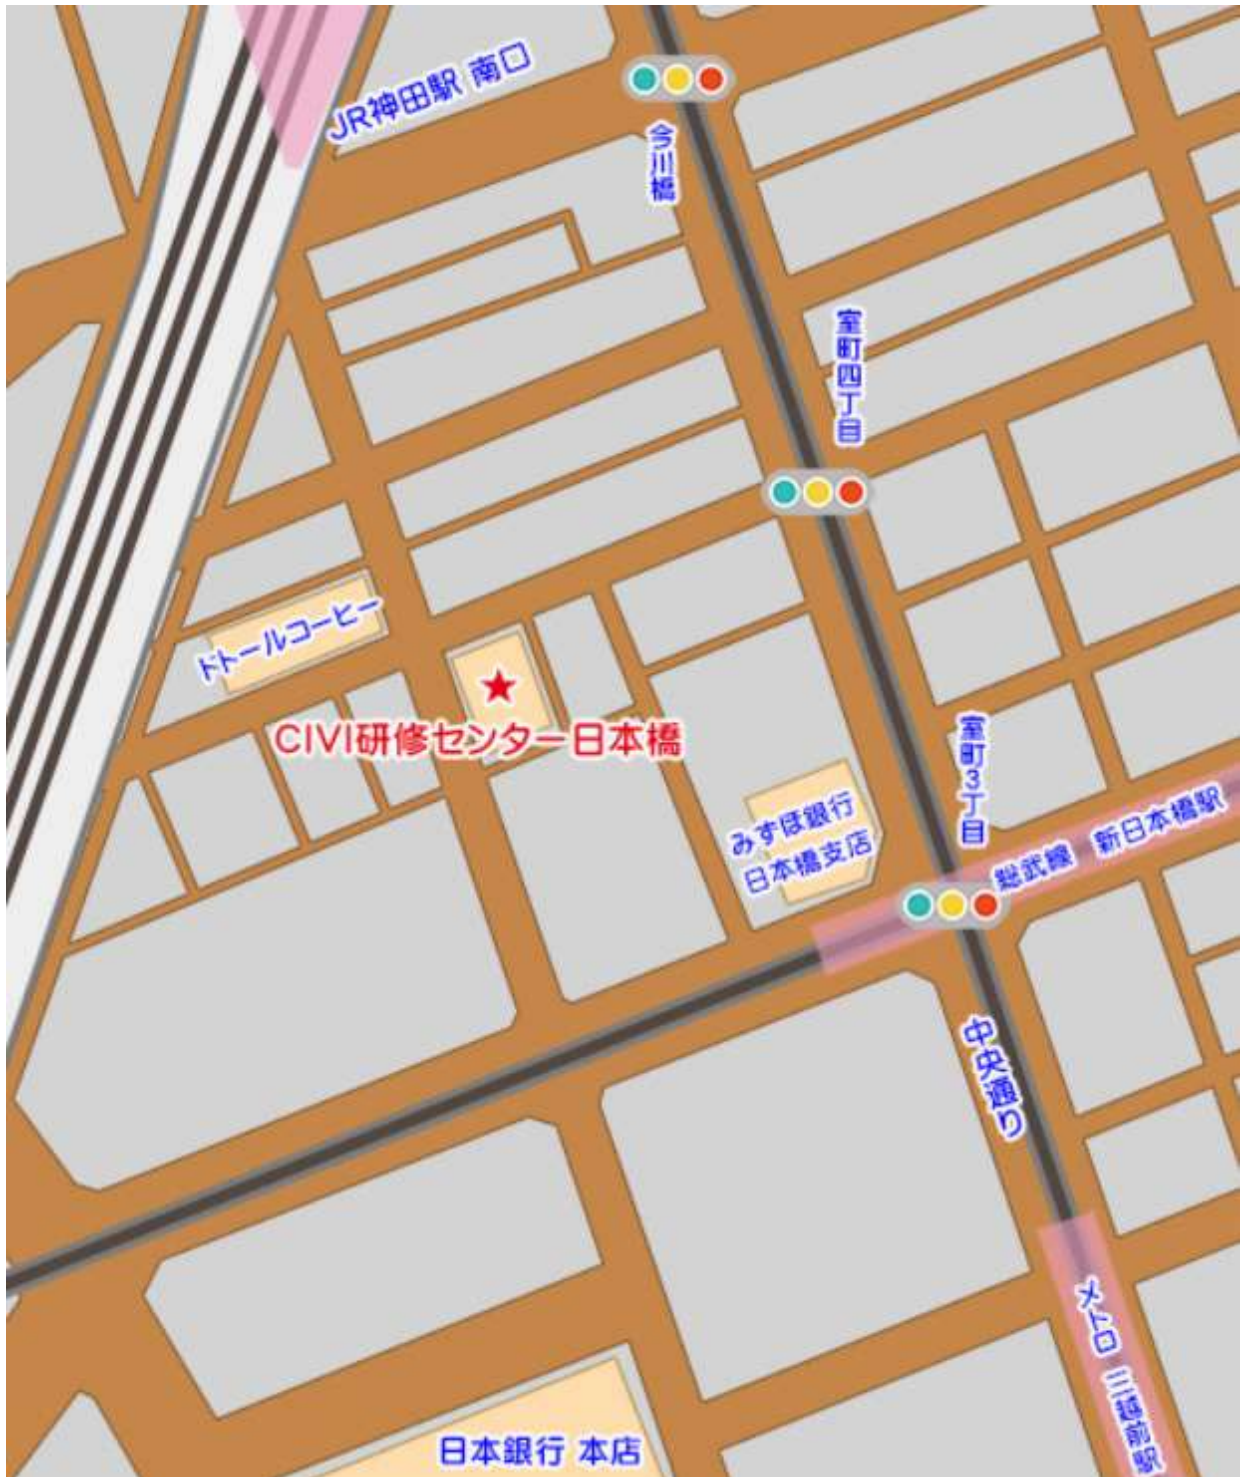 JR神田駅 南口
今川橋
室町四丁目
ドトールコーヒー
CIVI研修センター日本橋
室町3丁目
みずほ銀行
日本橋支店
総武線 新日本橋駅
中央通り
メトロ 三越前駅
日本銀行 本店